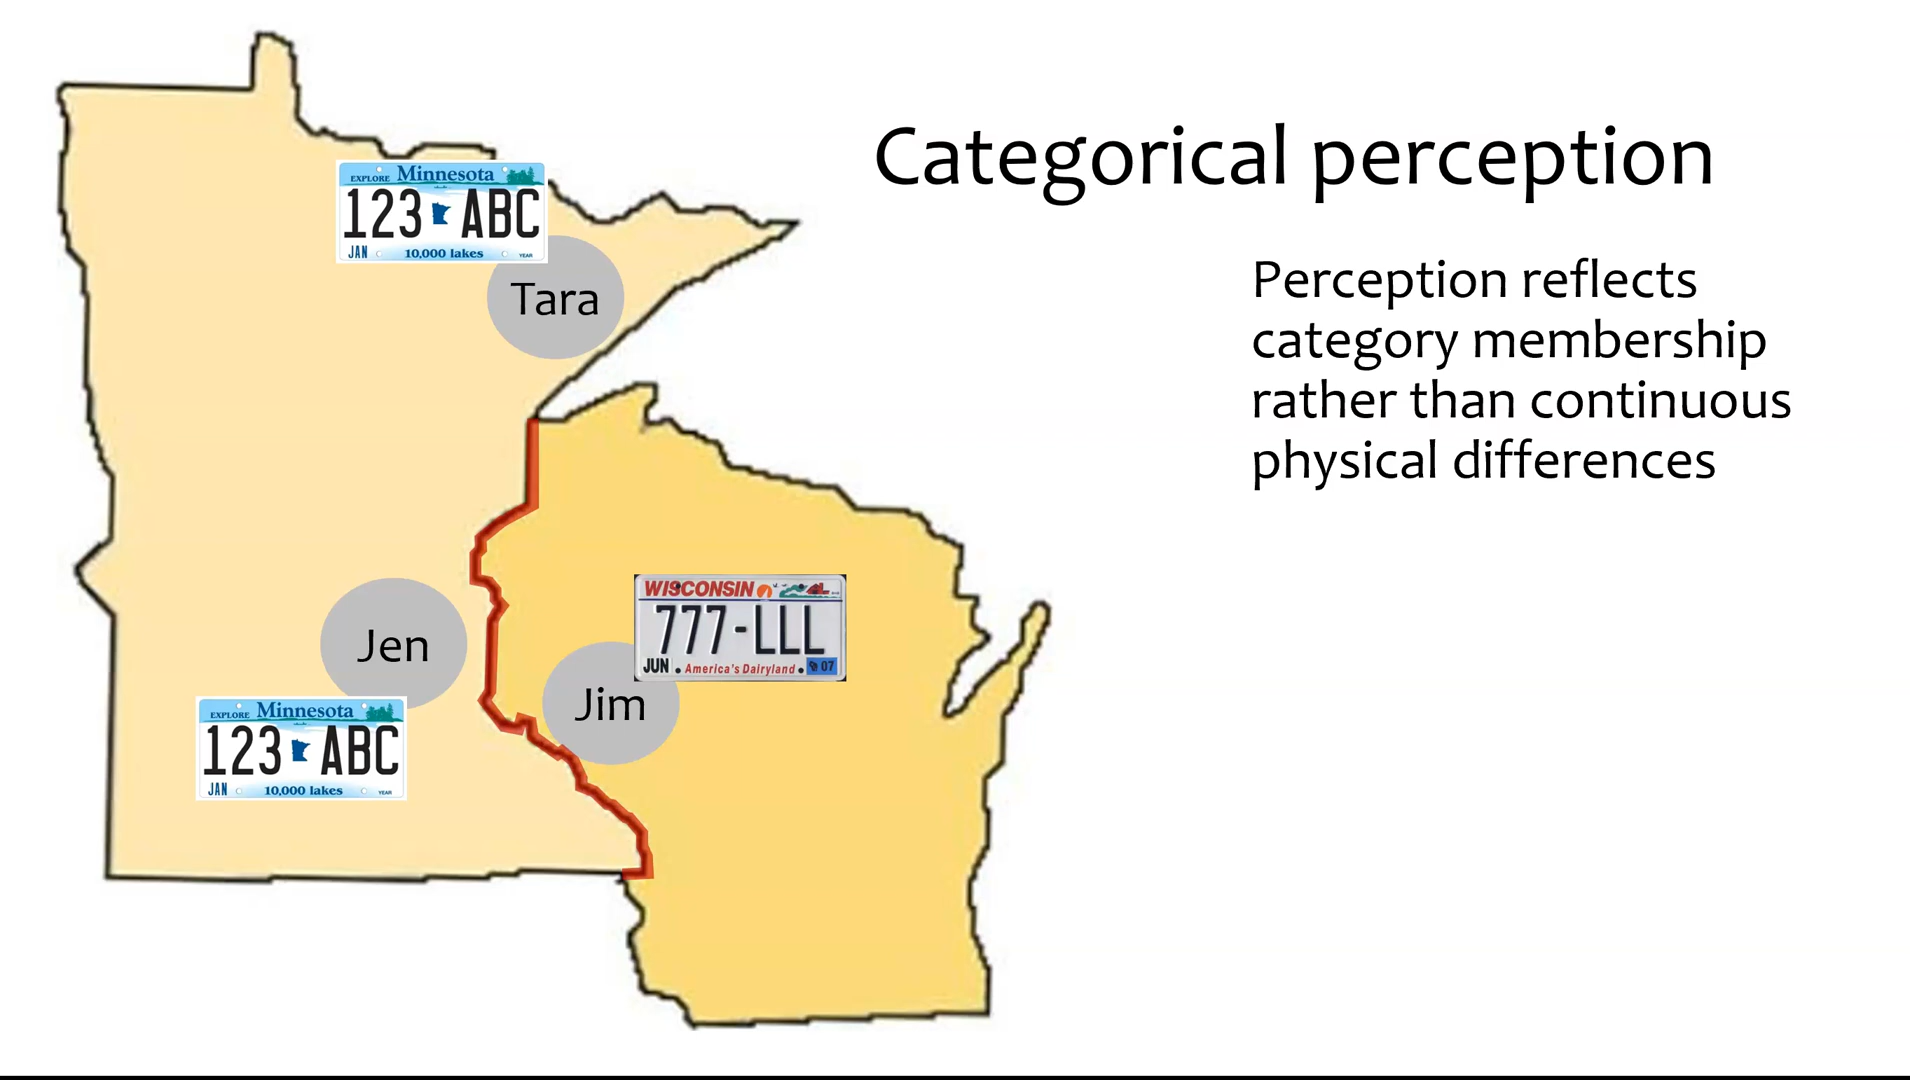 Categorical perception
Perception reflects
category membership
rather than continuous
physical differences
EXPLORE Minnesota
123 ABC
JAN 10,000 lakes YEAR
Tara
Jen
EXPLORE Minnesota
123 ABC
JAN 10,000 lakes YEAR
WISCONSIN
777-LLL
JUN • America's Dairyland • 07
Jim